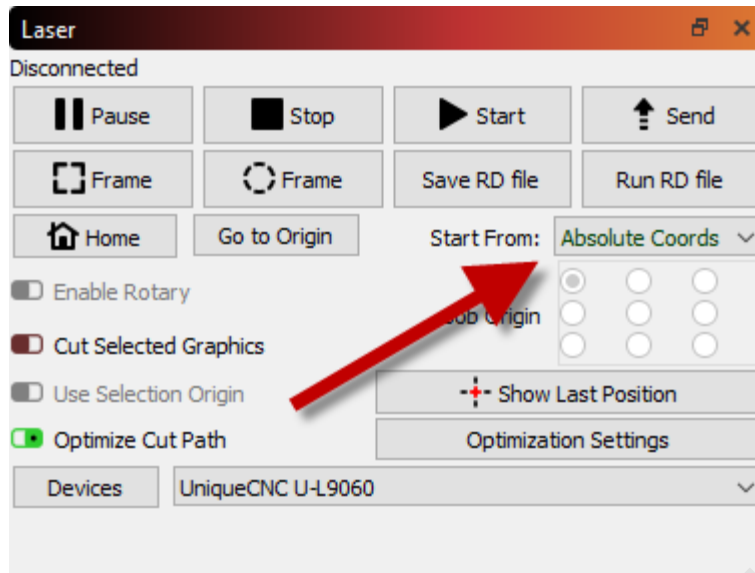 Laser
Disconnected
Pause Stop Start Send
Frame Frame Save RD file Run RD file
Home Go to Origin Start From: Absolute Coords
Enable Rotary
Origin
Cut Selected Graphics
Use Selection Origin Show Last Position
Optimize Cut Path Optimization Settings
Devices UniqueCNC U-L9060